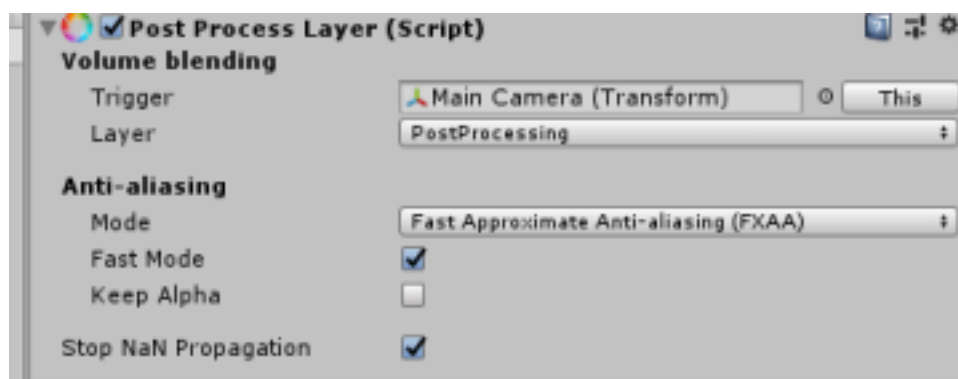 Post Process Layer (Script)
Volume blending
Trigger Main Camera (Transform) This
Layer PostProcessing
Anti-aliasing
Mode Fast Approximate Anti-aliasing (FXAA)
Fast Mode
Keep Alpha
Stop NaN Propagation